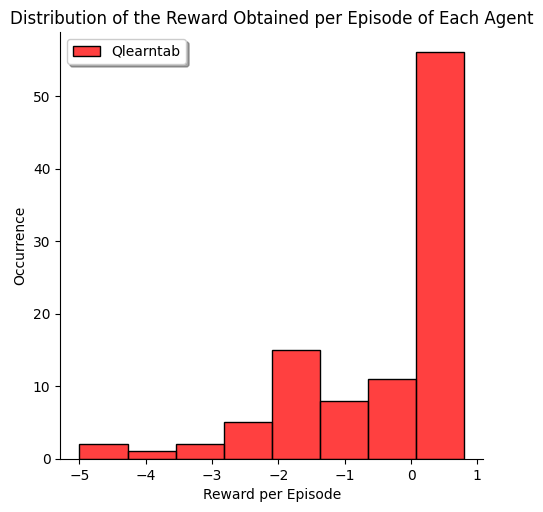 Distribution of the Reward Obtained per Episode of Each Agent
Qlearntab
50
40
30
20
10
0
Occurrence
−5 −4 −3 −2 −1 0 1
Reward per Episode